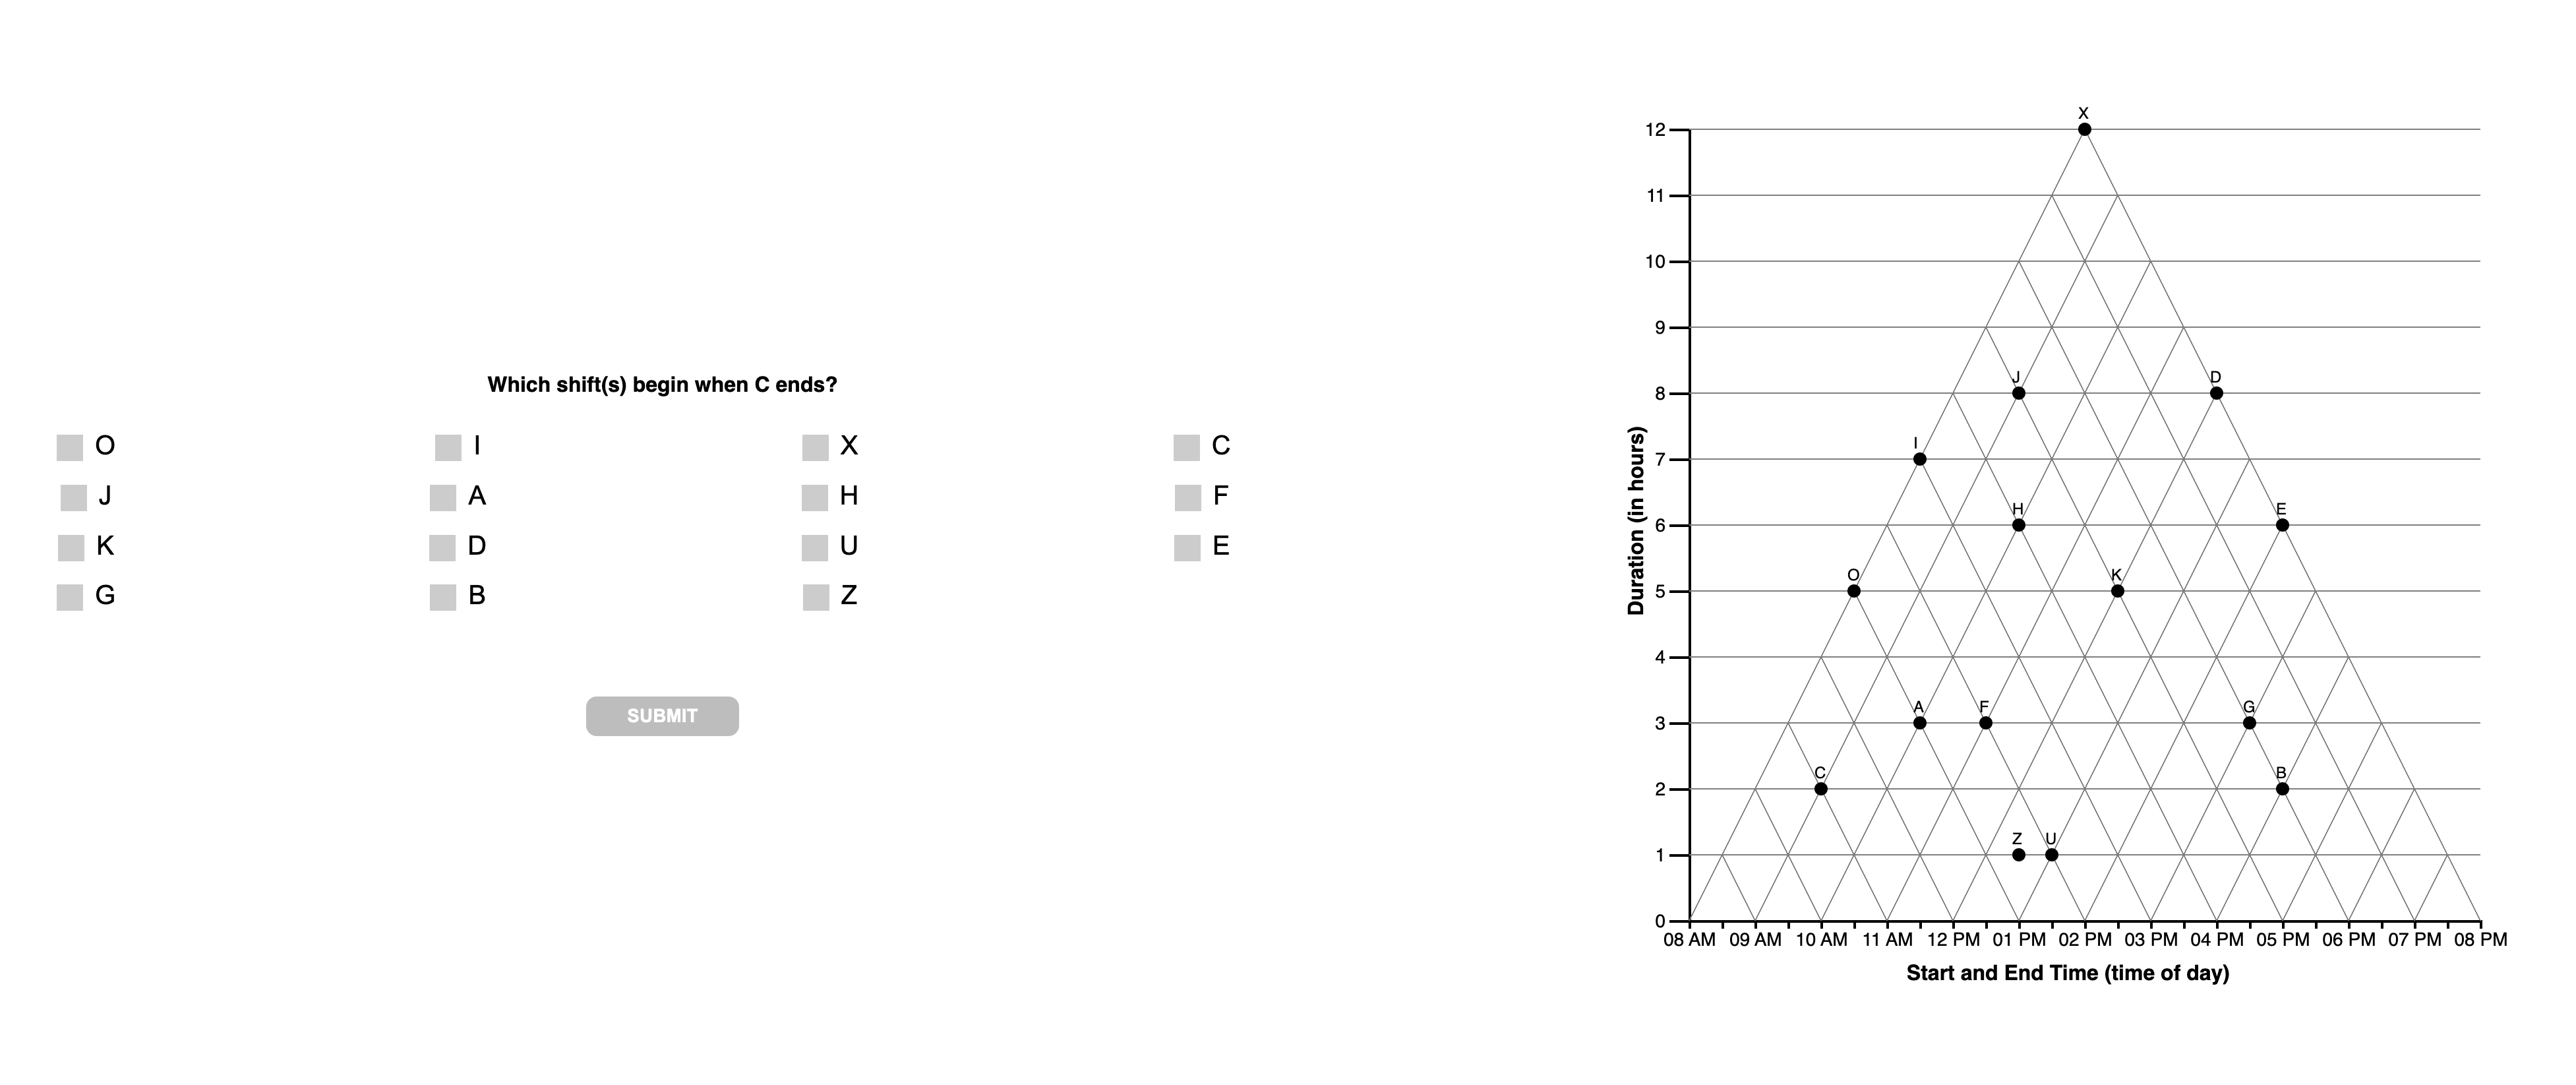 Which shift(s) begin when C ends?
O I X C
J A H F
K D U E
G B Z
SUBMIT
X
12
11
10
9
J D
8
I
7
H E
6
O K
5
4
A F G
3
C B
2
Z U
1
0
08 AM 09 AM 10 AM 11 AM 12 PM 01 PM 02 PM 03 PM 04 PM 05 PM 06 PM 07 PM 08 PM
Start and End Time (time of day)
Duration (in hours)